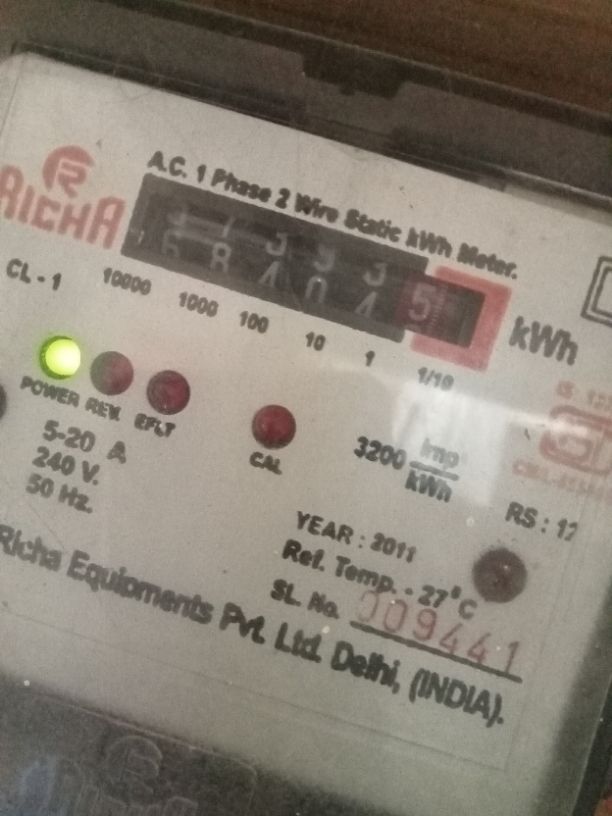 A.C. 1 Phase 2 Wire Static kWh Meter.
RICHA
5
kWh
CL - 1
10000 1000 100 10 1 1/10
POWER REV. EFLT
CAL
5-20 A
240 V.
50 Hz.
3200 Imp
kWh
RS : 17
YEAR : 2011
Ref. Temp. - 27°C
SL. No. 009441
Richa Equipments Pvt. Ltd. Delhi, (INDIA).